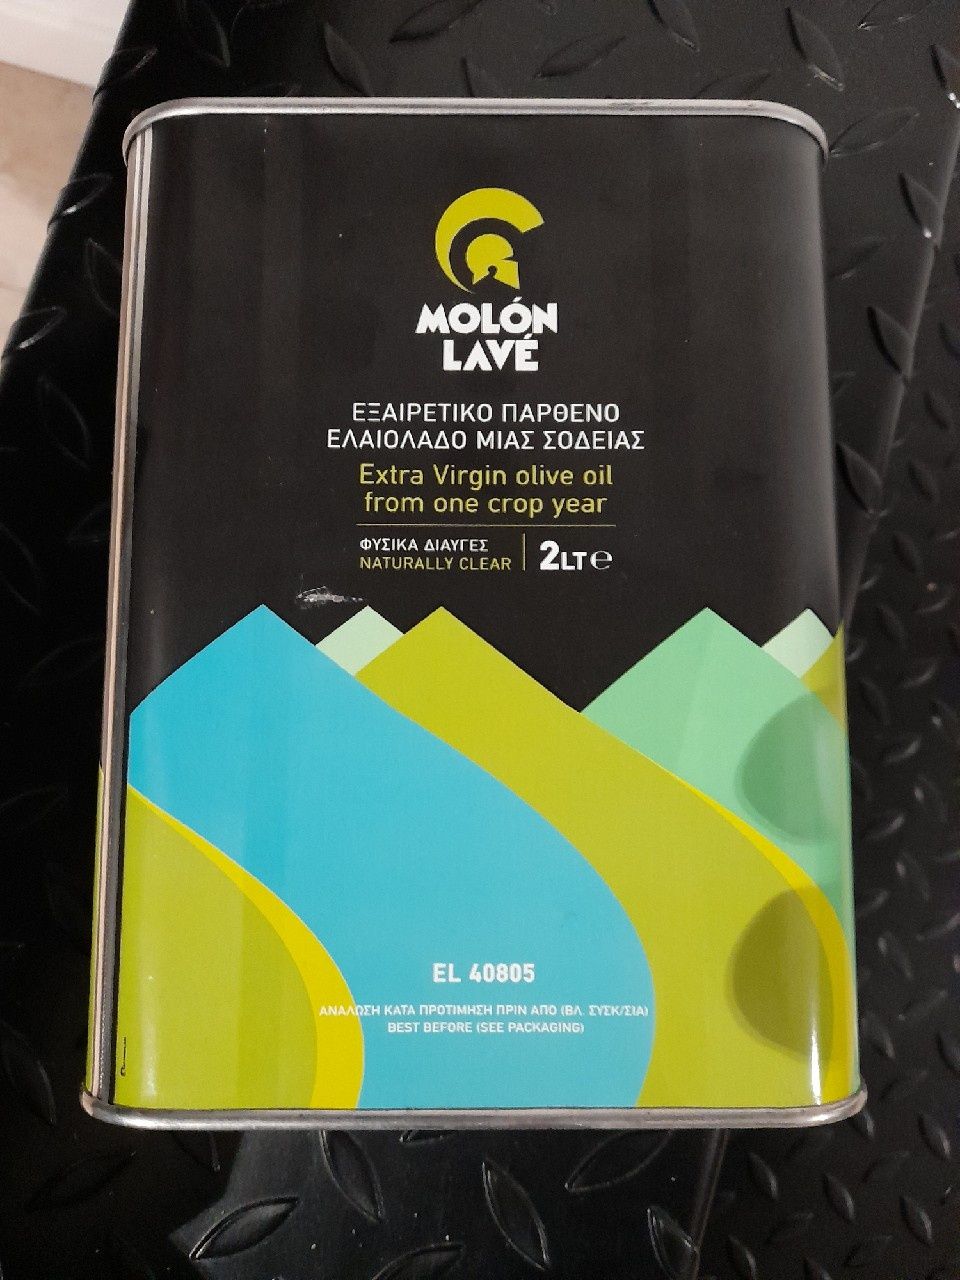 MOLÓN
LAVÉ
ΕΞΑΙΡΕΤΙΚΟ ΠΑΡΘΕΝΟ
ΕΛΑΙΟΛΑΔΟ ΜΙΑΣ ΣΟΔΕΙΑΣ
Extra Virgin olive oil
from one crop year
ΦΥΣΙΚΑ ΔΙΑΥΓΕΣ
NATURALLY CLEAR
2LT℮
EL 40805
ΑΝΑΛΩΣΗ ΚΑΤΑ ΠΡΟΤΙΜΗΣΗ ΠΡΙΝ ΑΠΟ (ΒΛ. ΣΥΣΚ/ΣΙΑ)
BEST BEFORE (SEE PACKAGING)